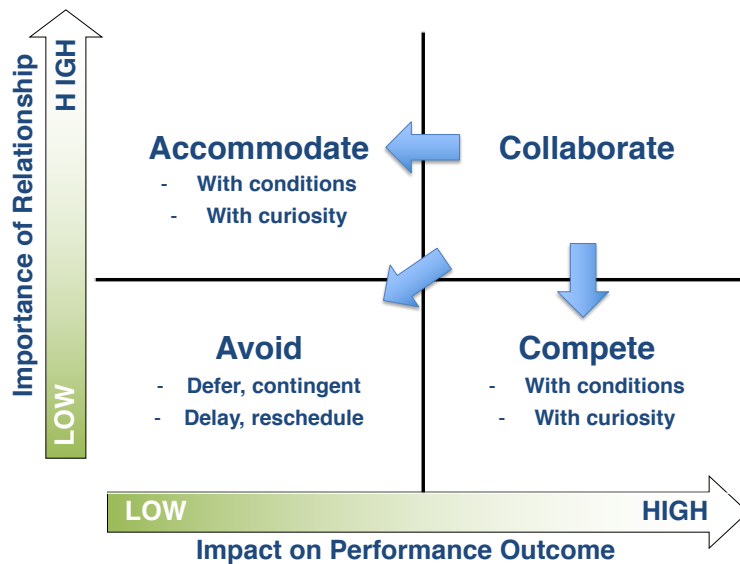 Importance of Relationship
H IGH
LOW
Accommodate
- With conditions
- With curiosity
Collaborate
Avoid
- Defer, contingent
- Delay, reschedule
Compete
- With conditions
- With curiosity
LOW
HIGH
Impact on Performance Outcome